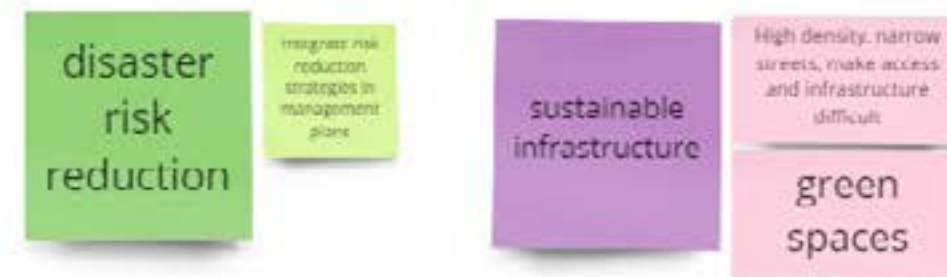 disaster
risk
reduction
Integrate risk
reduction
strategies in
management
plans
sustainable
infrastructure
High density, narrow
streets, make access
and infrastructure
difficult
green
spaces